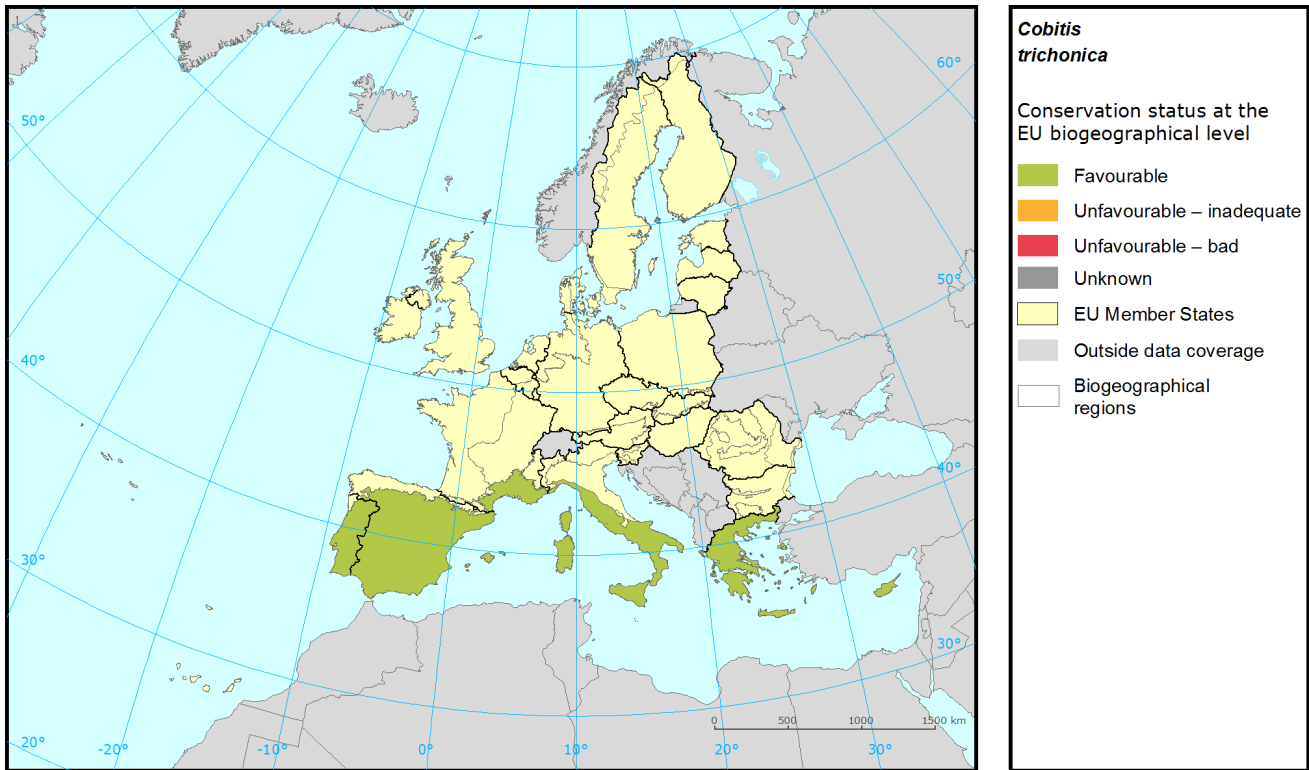 Cobitis
trichonica
Conservation status at the
EU biogeographical level
Favourable
Unfavourable – inadequate
Unfavourable – bad
Unknown
EU Member States
Outside data coverage
Biogeographical
regions
60°
50°
50°
40°
40°
30°
30°
20°
-20°
-10°
0°
10°
20°
30°
0 500 1000 1500 km